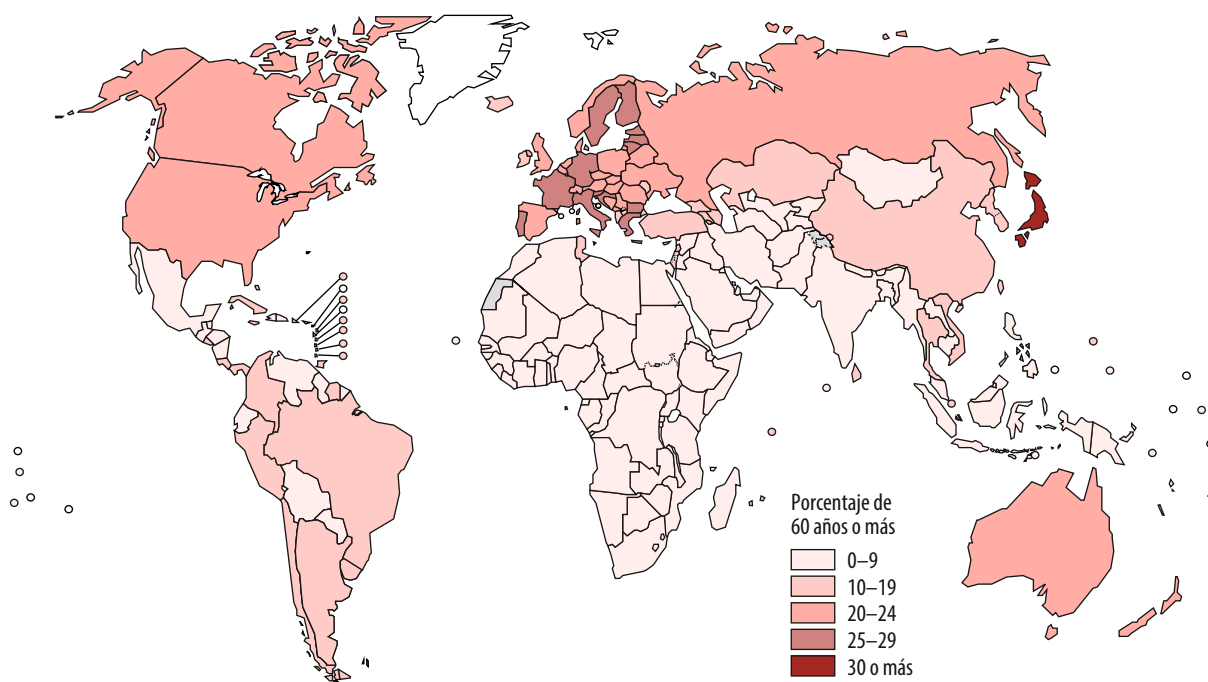 Porcentaje de
60 años o más
0–9
10–19
20–24
25–29
30 o más